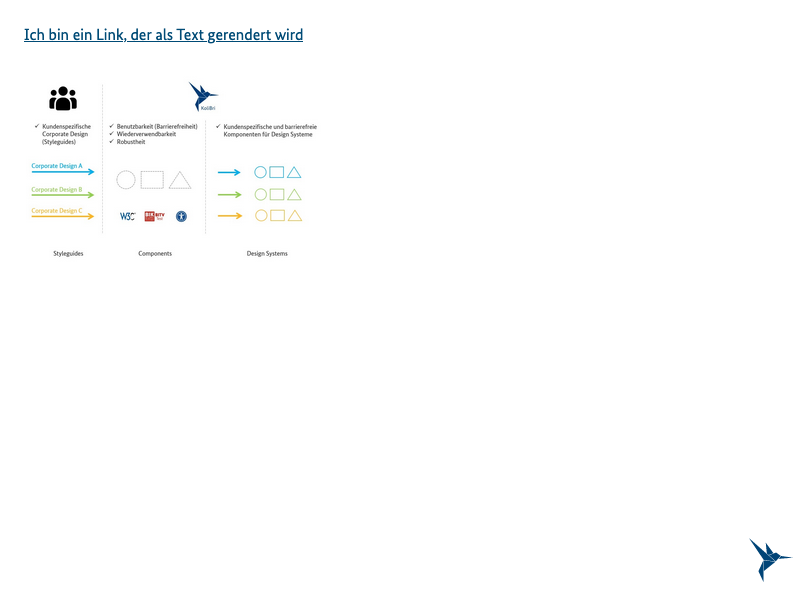 Ich bin ein Link, der als Text gerendert wird
KoliBri
✓ Kundenspezifische
Corporate Design
(Styleguides)
✓ Benutzbarkeit (Barrierefreiheit)
✓ Wiederverwendbarkeit
✓ Robustheit
✓ Kundenspezifische und barrierefreie
Komponenten für Design Systeme
Corporate Design A
Corporate Design B
Corporate Design C
W3C
BIK BITV
Styleguides
Components
Design Systems